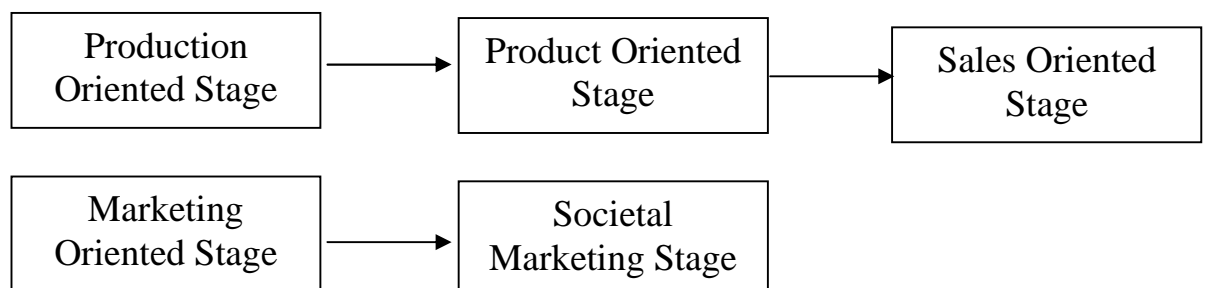 Production
Oriented Stage
Product Oriented
Stage
Sales Oriented
Stage
Marketing
Oriented Stage
Societal
Marketing Stage